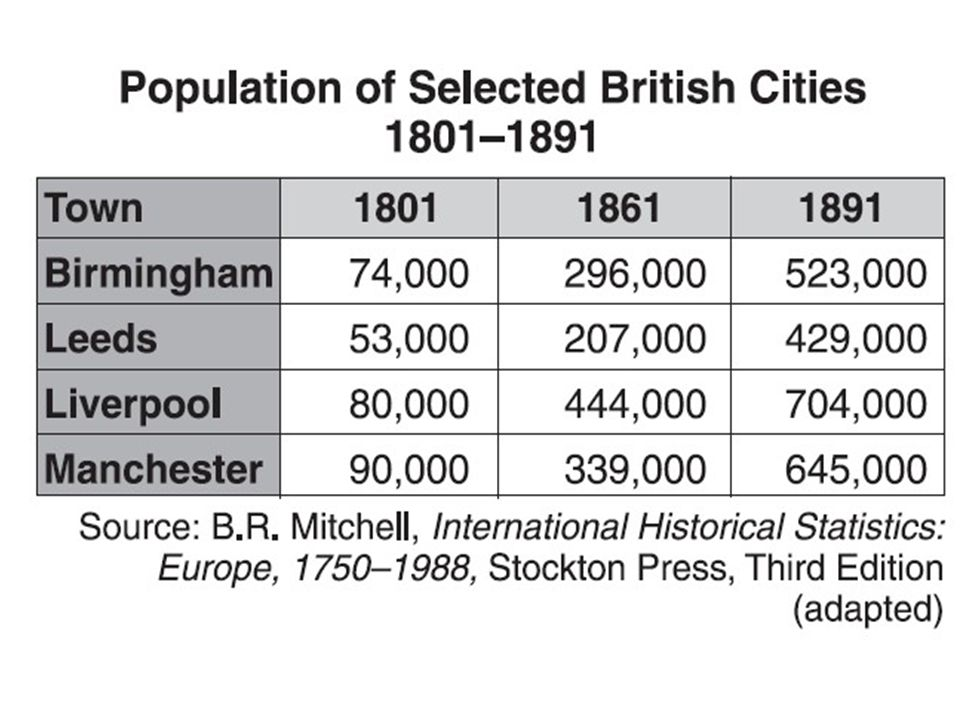 Population of Selected British Cities
1801–1891
Town 1801 1861 1891
Birmingham 74,000 296,000 523,000
Leeds 53,000 207,000 429,000
Liverpool 80,000 444,000 704,000
Manchester 90,000 339,000 645,000
Source: B.R. Mitchell, International Historical Statistics:
Europe, 1750–1988, Stockton Press, Third Edition
(adapted)